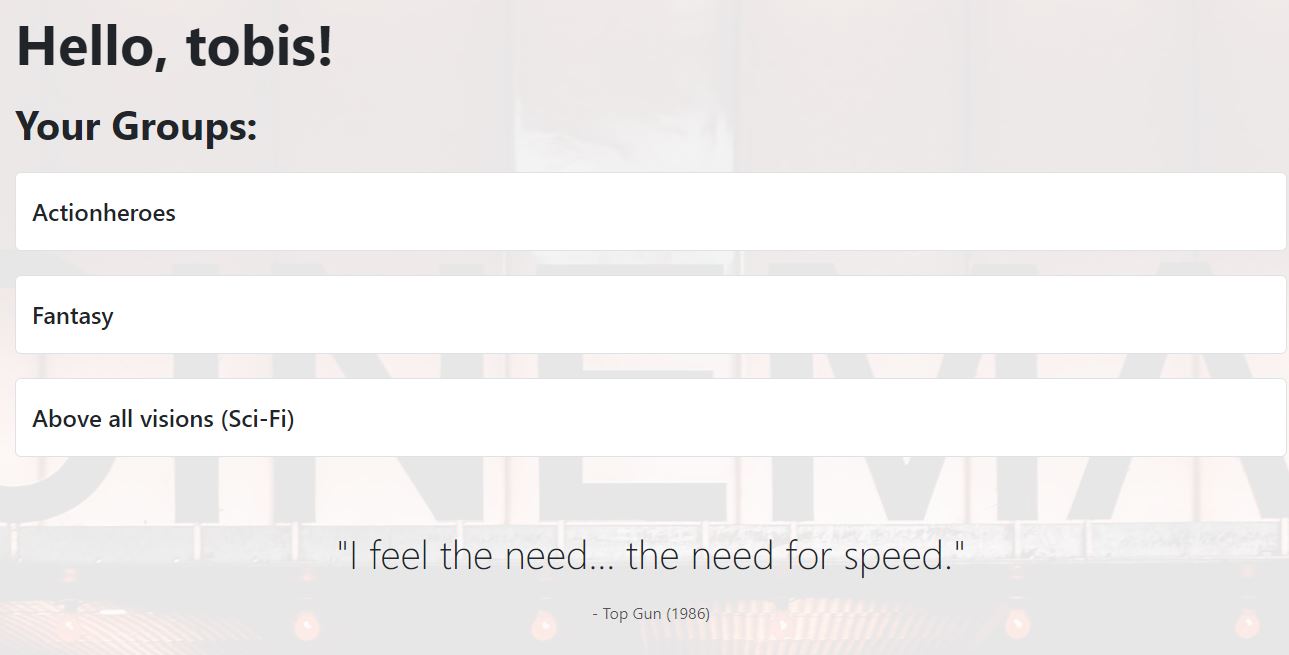 Hello, tobis!
Your Groups:
Actionheroes
Fantasy
Above all visions (Sci-Fi)
CINEMA
"I feel the need... the need for speed."
- Top Gun (1986)